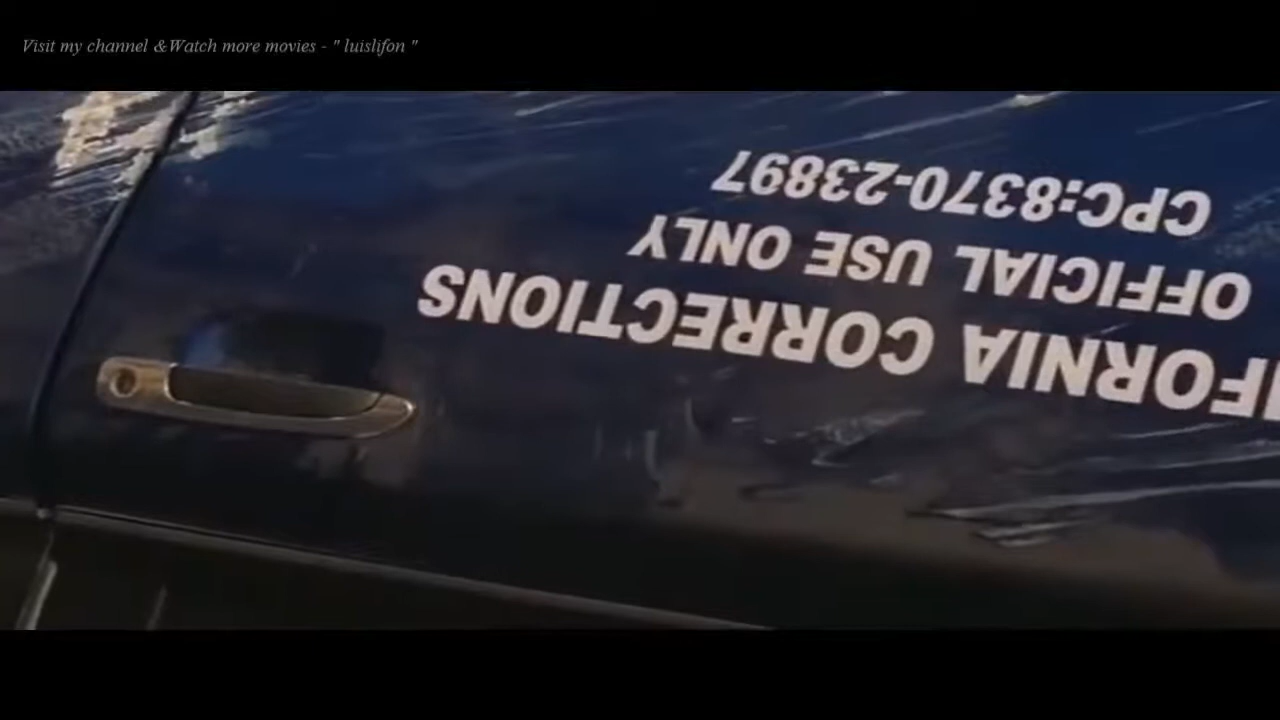 Visit my channel &Watch more movies - " luislifon "
IFORNIA CORRECTIONS
OFFICIAL USE ONLY
CPC:8370-23897